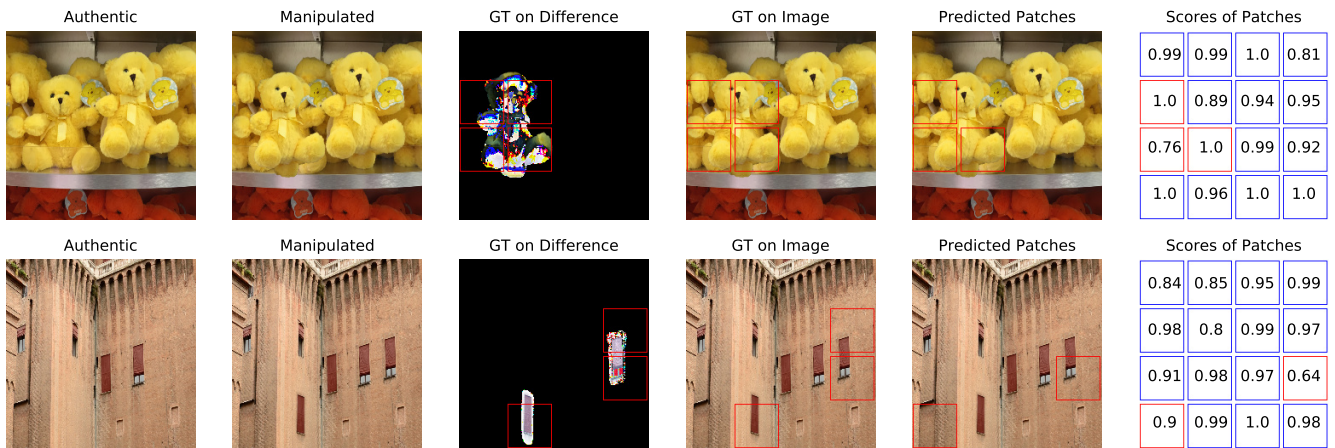 Authentic Manipulated GT on Difference GT on Image Predicted Patches Scores of Patches
0.99 0.99 1.0 0.81
1.0 0.89 0.94 0.95
0.76 1.0 0.99 0.92
1.0 0.96 1.0 1.0
Authentic Manipulated GT on Difference GT on Image Predicted Patches Scores of Patches
0.84 0.85 0.95 0.99
0.98 0.8 0.99 0.97
0.91 0.98 0.97 0.64
0.9 0.99 1.0 0.98